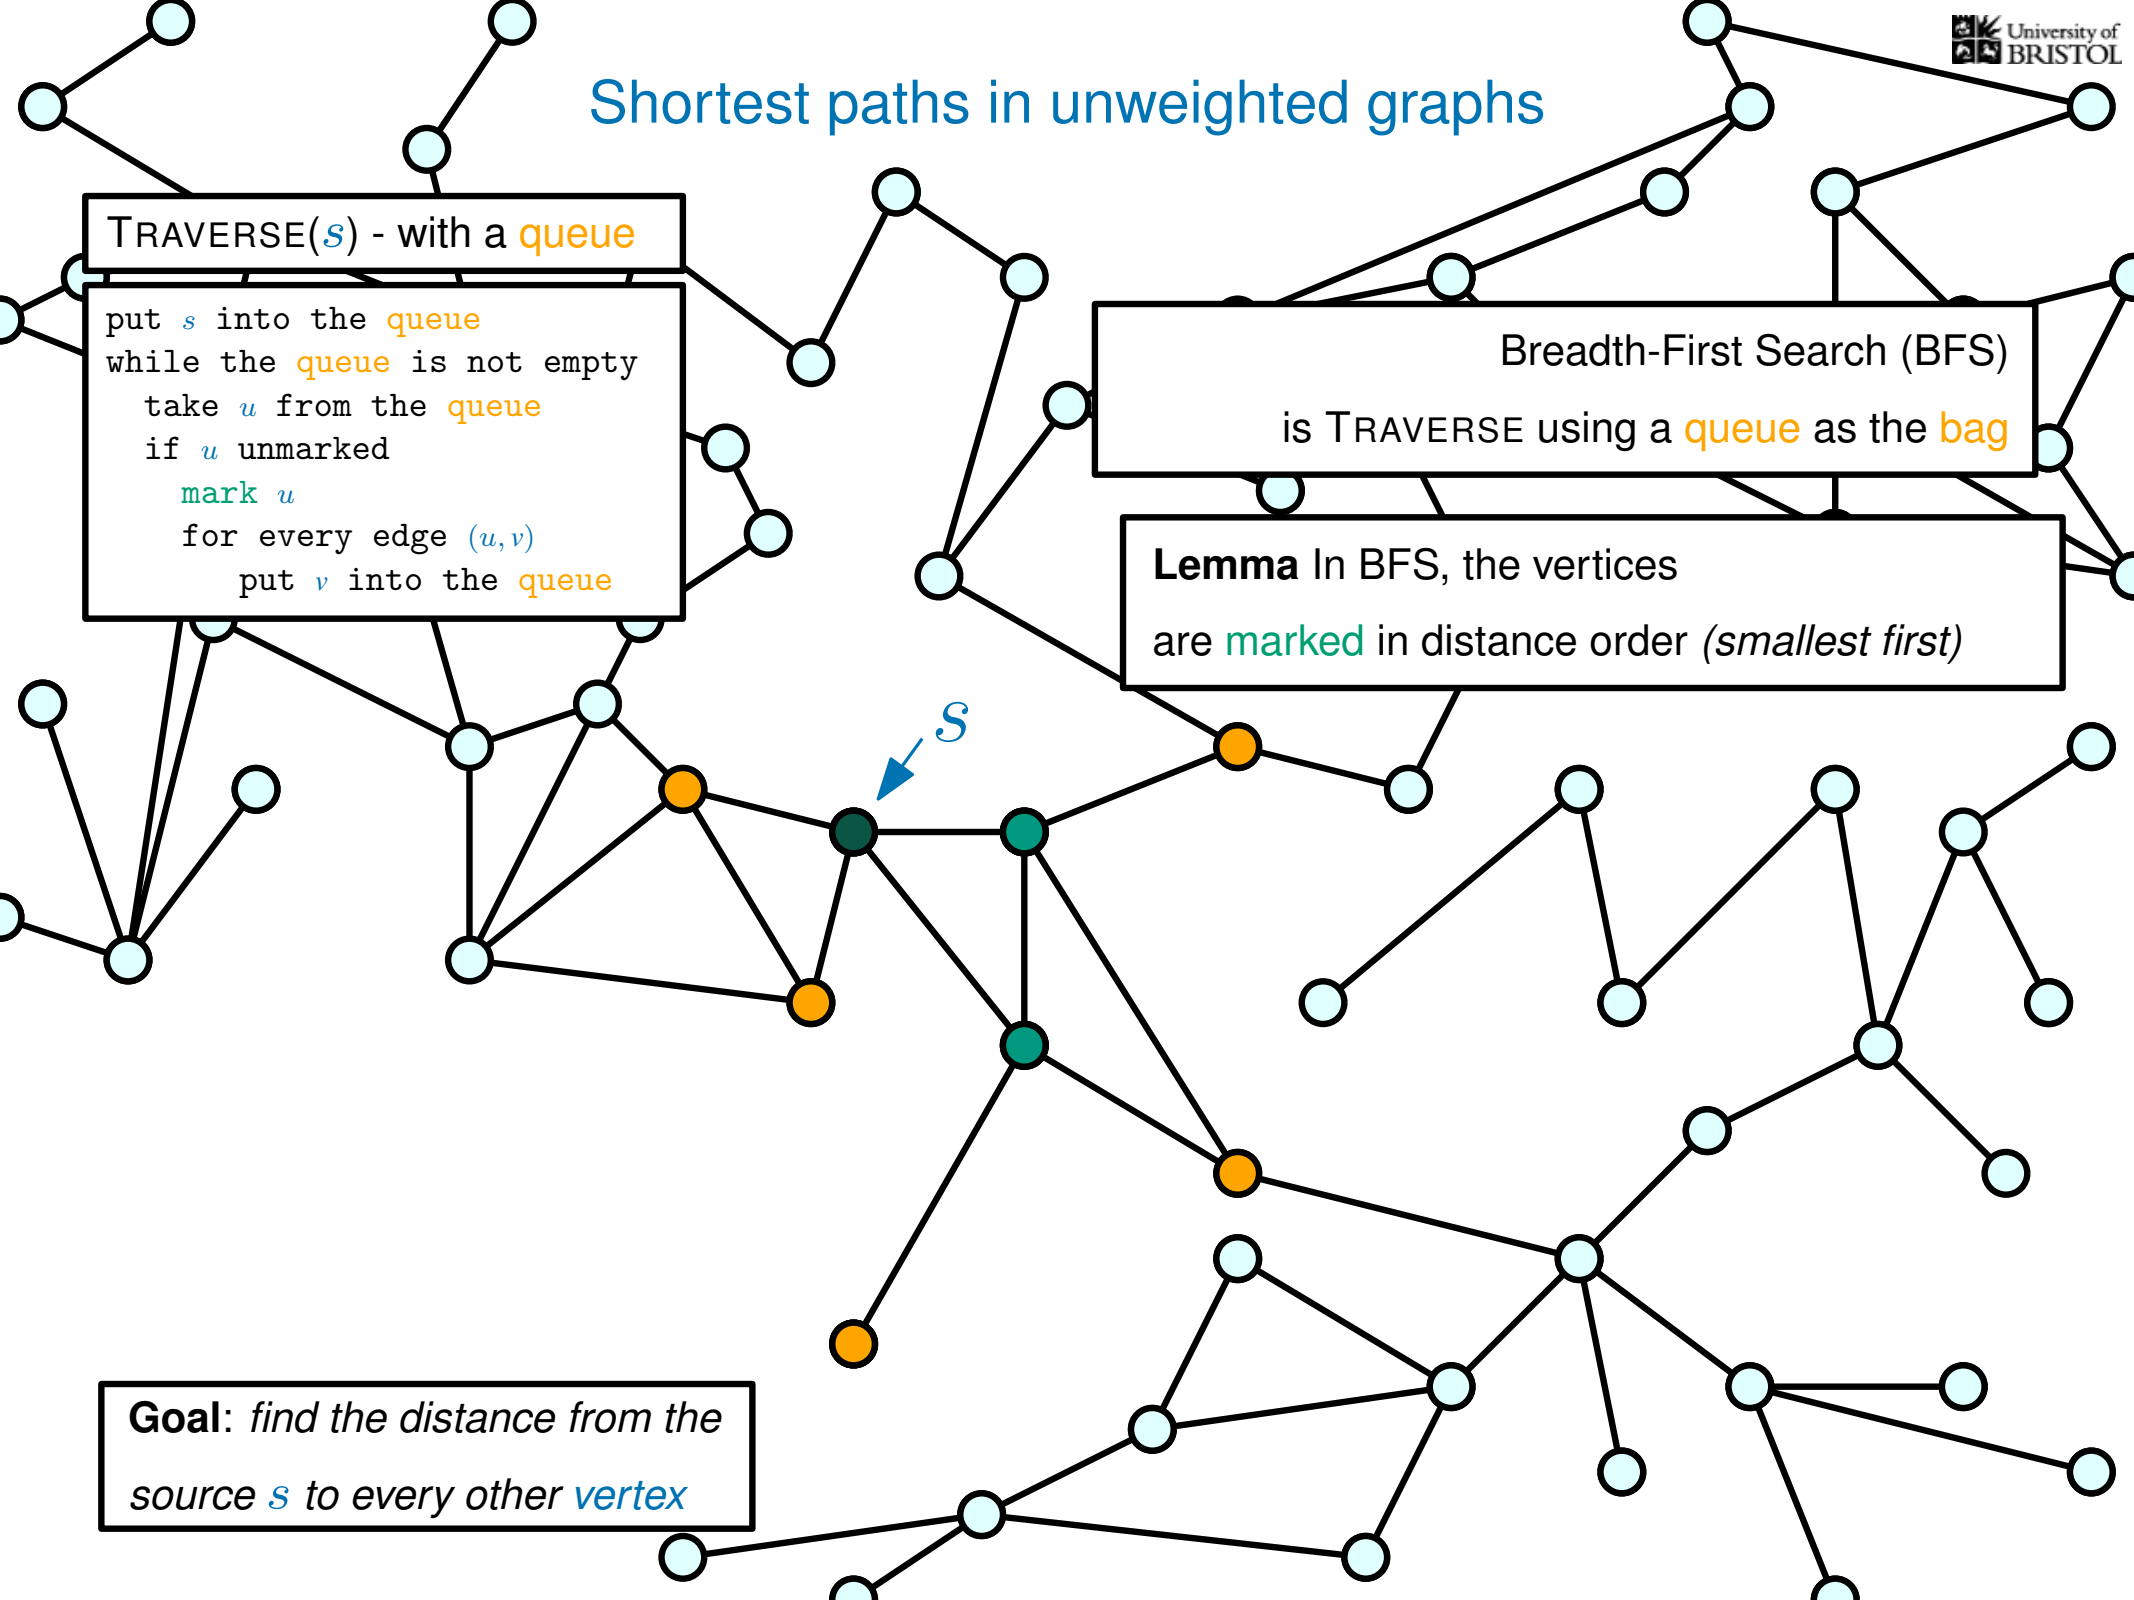 University of
BRISTOL
Shortest paths in unweighted graphs
TRAVERSE(s) - with a queue
put s into the queue
while the queue is not empty
take u from the queue
if u unmarked
mark u
for every edge (u, v)
put v into the queue
Breadth-First Search (BFS)
is TRAVERSE using a queue as the bag
Lemma In BFS, the vertices
are marked in distance order (smallest first)
s
Goal: find the distance from the
source s to every other vertex